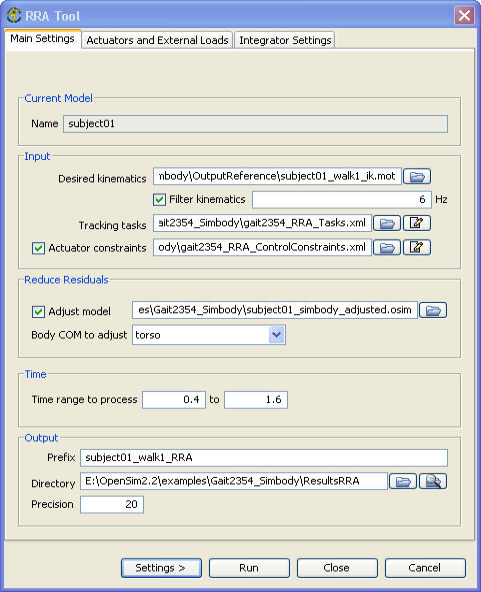 RRA Tool
Main Settings Actuators and External Loads Integrator Settings
Current Model
Name subject01
Input
Desired kinematics nbody\OutputReference\subject01_walk1_ik.mot
Filter kinematics 6 Hz
Tracking tasks ait2354_Simbody\gait2354_RRA_Tasks.xml
Actuator constraints ody\gait2354_RRA_ControlConstraints.xml
Reduce Residuals
Adjust model es\Gait2354_Simbody\subject01_simbody_adjusted.osim
Body COM to adjust torso
Time
Time range to process 0.4 to 1.6
Output
Prefix subject01_walk1_RRA
Directory E:\OpenSim2.2\examples\Gait2354_Simbody\ResultsRRA
Precision 20
Settings > Run Close Cancel